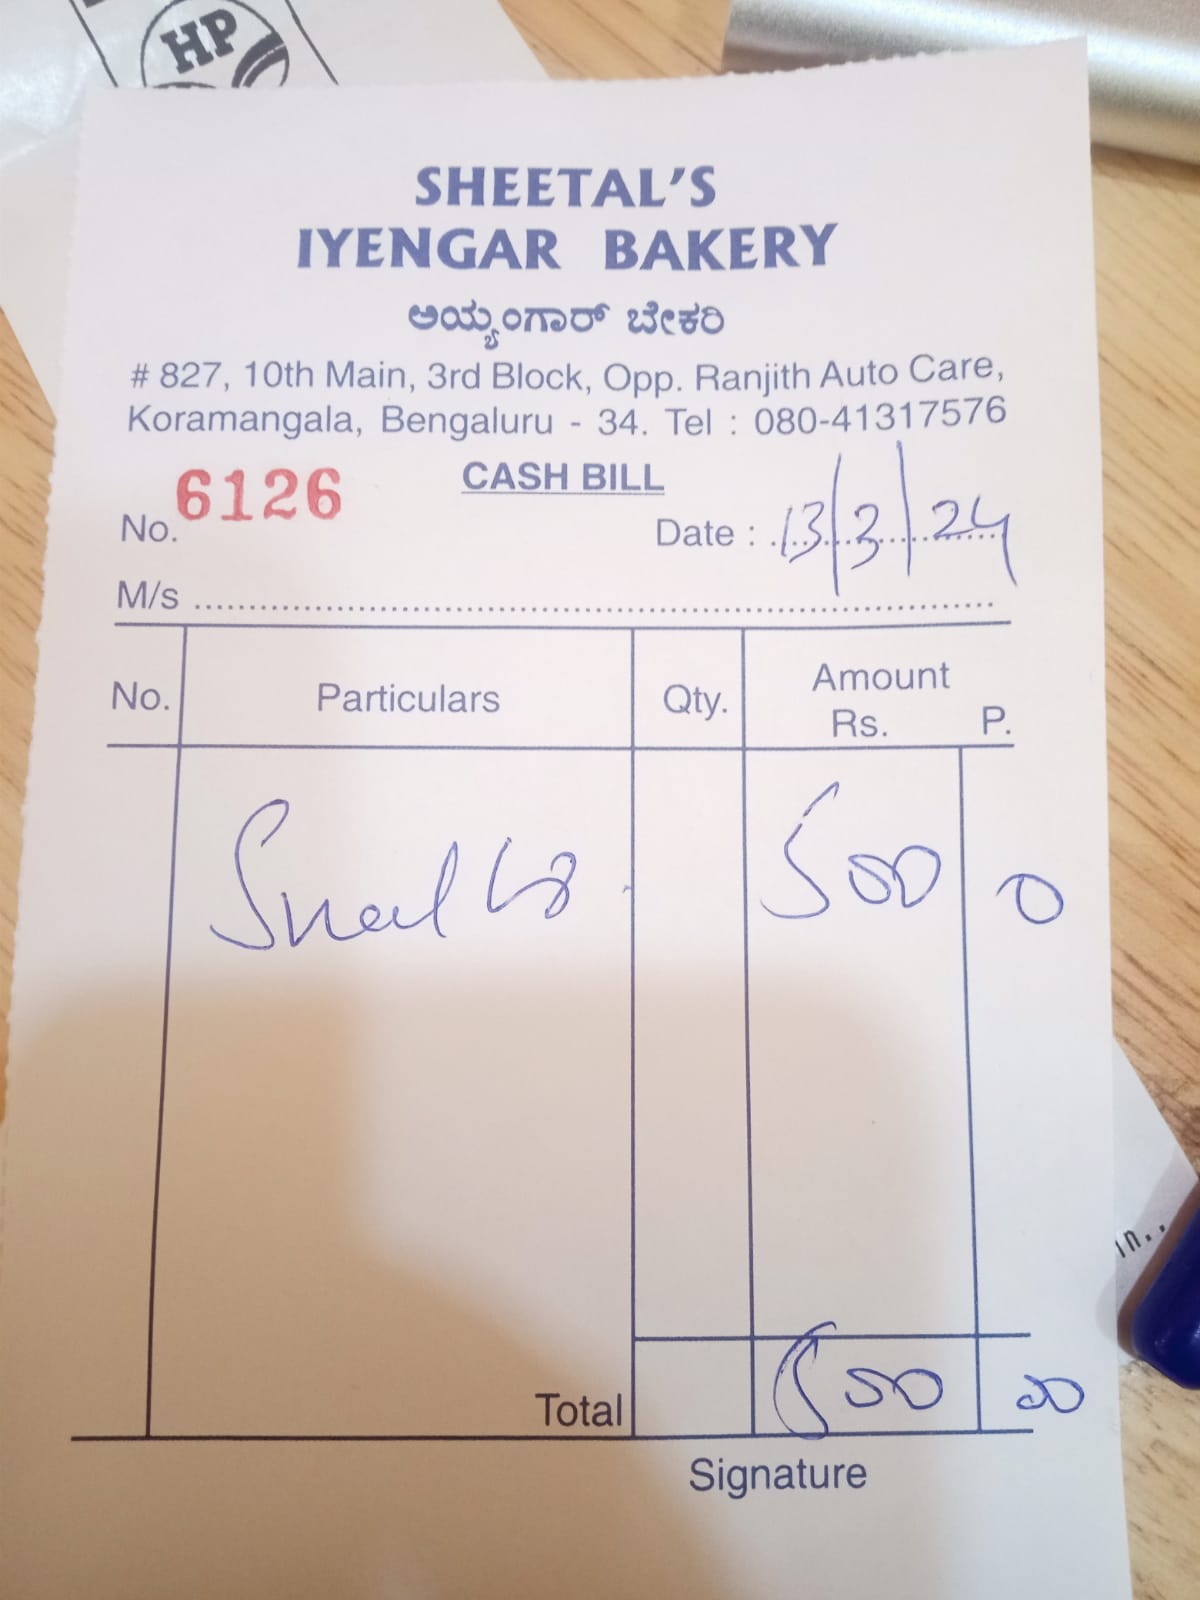 HP
SHEETAL'S
IYENGAR BAKERY
ಅಯ್ಯಂಗಾರ್ ಬೇಕರಿ
# 827, 10th Main, 3rd Block, Opp. Ranjith Auto Care,
Koramangala, Bengaluru - 34. Tel : 080-41317576
CASH BILL
No. 6126 Date : 13/3/24
M/s
No. Particulars Qty. Amount Rs. P.
500 0
Total 500 00
Signature